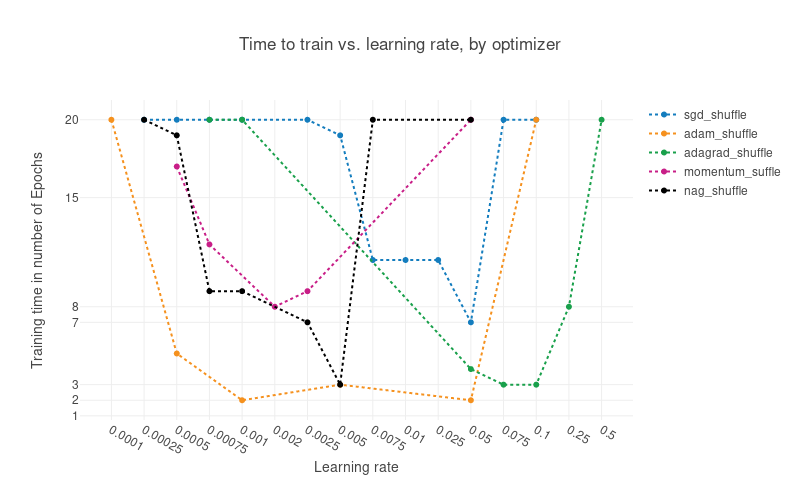 Time to train vs. learning rate, by optimizer
sgd_shuffle
adam_shuffle
adagrad_shuffle
momentum_suffle
nag_shuffle
Training time in number of Epochs
20
15
8
7
3
2
1
0.0001
0.00025
0.0005
0.00075
0.001
0.002
0.0025
0.005
0.0075
0.01
0.025
0.05
0.075
0.1
0.25
0.5
Learning rate